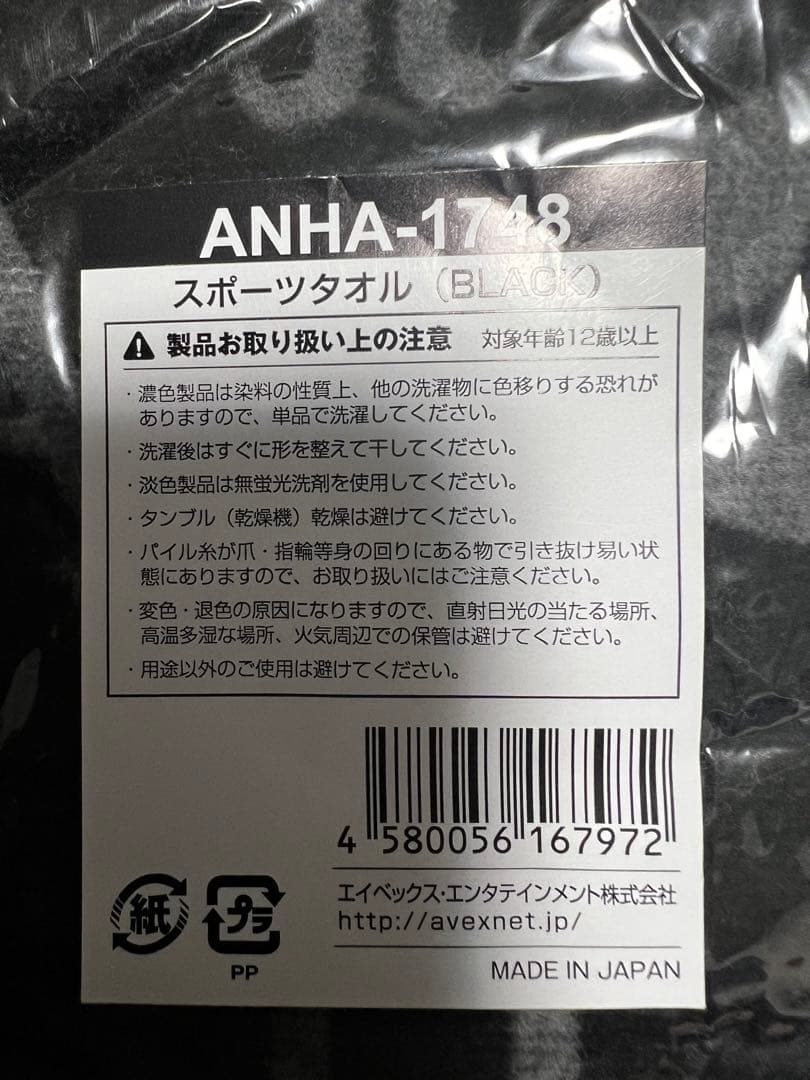 ANHA-1748
スポーツタオル（BLACK）
製品お取り扱い上の注意 対象年齢12歳以上
・濃色製品は染料の性質上、他の洗濯物に色移りする恐れが
ありますので、単品で洗濯してください。
・洗濯後はすぐに形を整えて干してください。
・淡色製品は無蛍光洗剤を使用してください。
・タンブル（乾燥機）乾燥は避けてください。
・パイル糸が爪・指輪等身の回りにある物で引き抜け易い状
態にありますので、お取り扱いにはご注意ください。
・変色・退色の原因になりますので、直射日光の当たる場所、
高温多湿な場所、火気周辺での保管は避けてください。
・用途以外のご使用は避けてください。
4 580056 167972
紙 プラ
PP
エイベックス・エンタテインメント株式会社
http://avexnet.jp/
MADE IN JAPAN